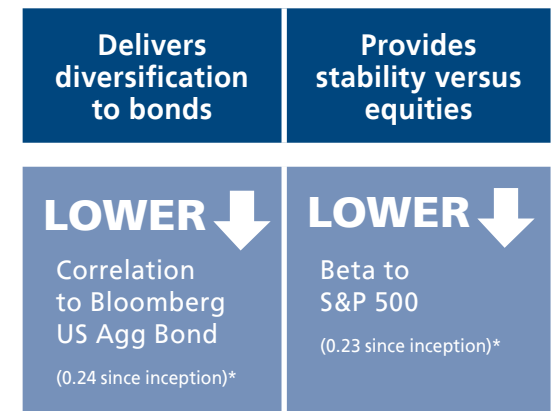 Delivers
diversification
to bonds
Provides
stability versus
equities
LOWER
Correlation
to Bloomberg
US Agg Bond
(0.24 since inception)*
LOWER
Beta to
S&P 500
(0.23 since inception)*